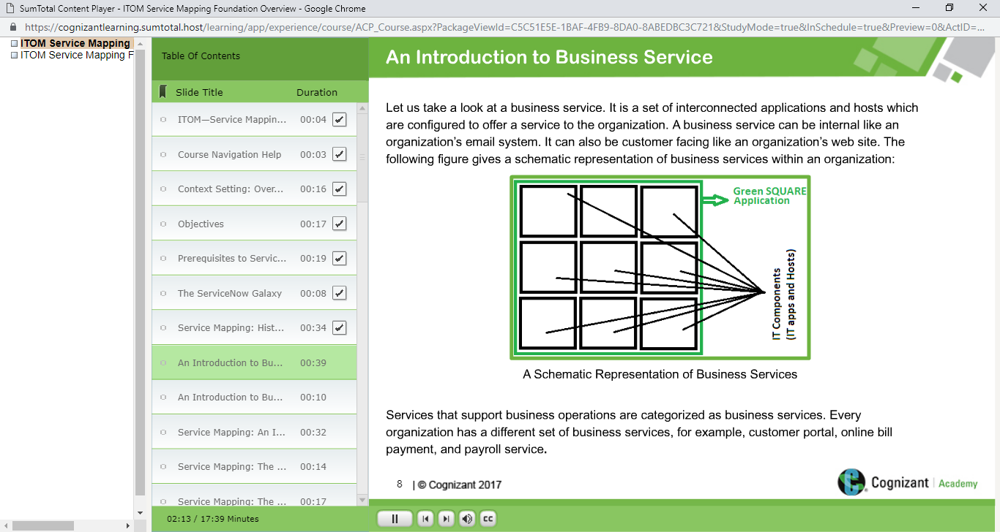 SumTotal Content Player - ITOM Service Mapping Foundation Overview - Google Chrome
https://cognizantlearning.sumtotal.host/learning/app/experience/course/ACP_Course.aspx?PackageViewId=C5C51E5E-1BAF-4FB9-8DA0-8ABEDBC3C721&StudyMode=true&InSchedule=true&Preview=0&ActID=...
ITOM Service Mapping
ITOM Service Mapping F
Table Of Contents
Slide Title Duration
ITOM—Service Mappin... 00:04
Course Navigation Help 00:03
Context Setting: Over... 00:16
Objectives 00:17
Prerequisites to Servic... 00:19
The ServiceNow Galaxy 00:08
Service Mapping: Hist... 00:34
An Introduction to Bu... 00:39
An Introduction to Bu... 00:10
Service Mapping: An I... 00:32
Service Mapping: The ... 00:14
Service Mapping: The ... 00:17
02:13 / 17:39 Minutes
An Introduction to Business Service
Let us take a look at a business service. It is a set of interconnected applications and hosts which
are configured to offer a service to the organization. A business service can be internal like an
organization’s email system. It can also be customer facing like an organization’s web site. The
following figure gives a schematic representation of business services within an organization:
Green SQUARE
Application
IT Components
(IT apps and Hosts)
A Schematic Representation of Business Services
Services that support business operations are categorized as business services. Every
organization has a different set of business services, for example, customer portal, online bill
payment, and payroll service.
8 | © Cognizant 2017
Cognizant | Academy
CC